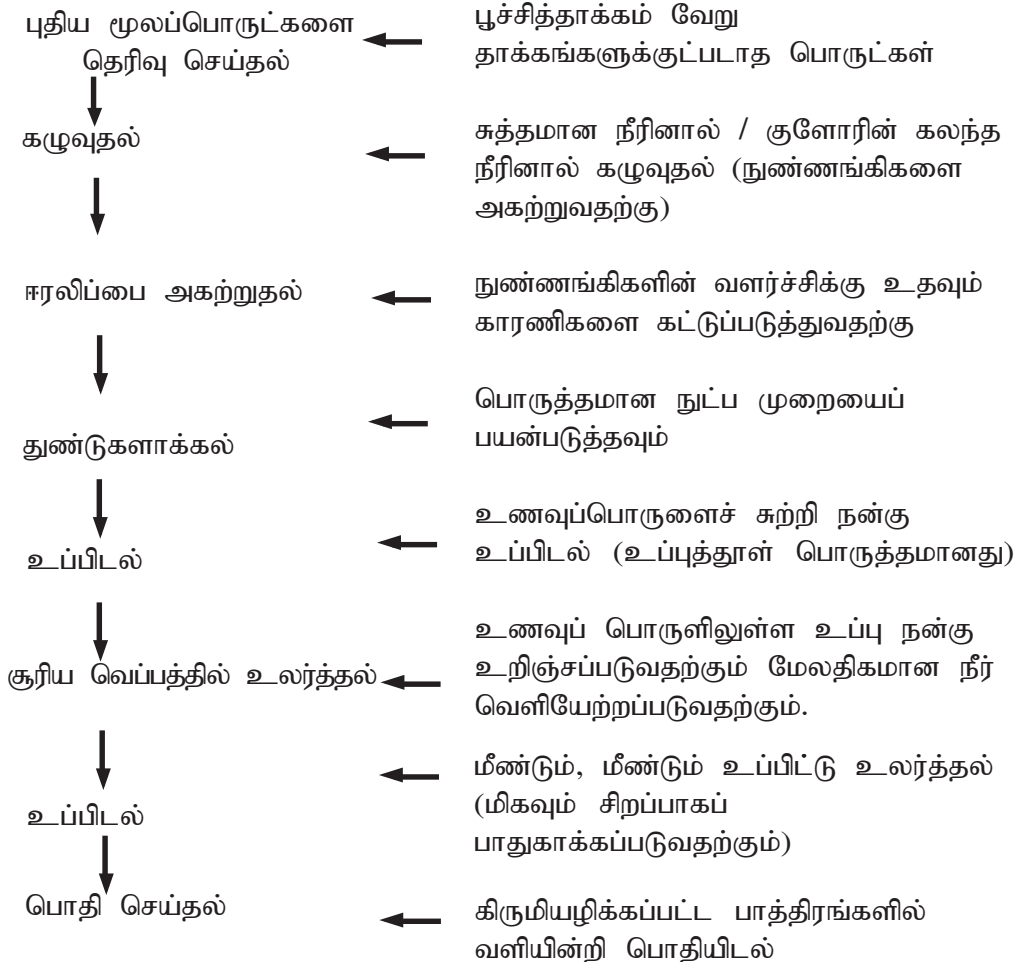 புதிய மூலப்பொருட்களை
தெரிவு செய்தல்
பூச்சித்தாக்கம் வேறு
தாக்கங்களுக்குட்படாத பொருட்கள்
கழுவுதல்
சுத்தமான நீரினால் / குளோரின் கலந்த
நீரினால் கழுவுதல் (நுண்ணங்கிகளை
அகற்றுவதற்கு)
ஈரலிப்பை அகற்றுதல்
நுண்ணங்கிகளின் வளர்ச்சிக்கு உதவும்
காரணிகளை கட்டுப்படுத்துவதற்கு
துண்டுகளாக்கல்
பொருத்தமான நுட்ப முறையைப்
பயன்படுத்தவும்
உப்பிடல்
உணவுப்பொருளைச் சுற்றி நன்கு
உப்பிடல் (உப்புத்தூள் பொருத்தமானது)
சூரிய வெப்பத்தில் உலர்த்தல்
உணவுப் பொருளிலுள்ள உப்பு நன்கு
உறிஞ்சப்படுவதற்கும் மேலதிகமான நீர்
வெளியேற்றப்படுவதற்கும்.
உப்பிடல்
மீண்டும், மீண்டும் உப்பிட்டு உலர்த்தல்
(மிகவும் சிறப்பாகப்
பாதுகாக்கப்படுவதற்கும்)
பொதி செய்தல்
கிருமியழிக்கப்பட்ட பாத்திரங்களில்
வளியின்றி பொதியிடல்